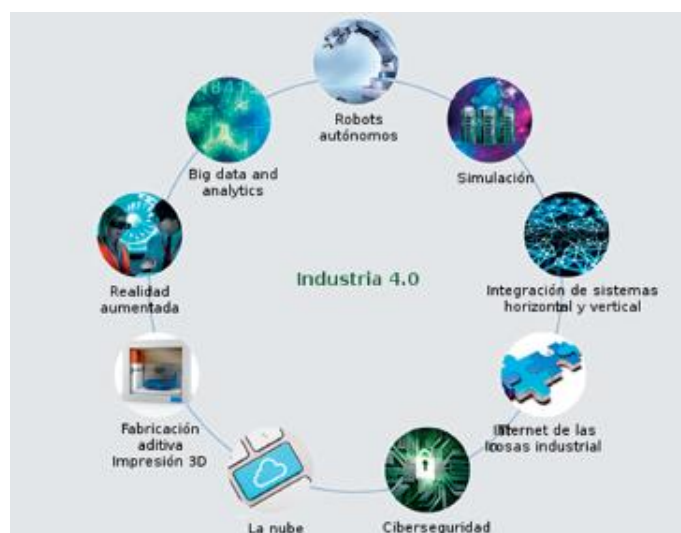 Robots
autónomos
Simulación
Integración de sistemas
horizontal y vertical
Internet de las
cosas industrial
Ciberseguridad
La nube
Fabricación
aditiva
Impresión 3D
Realidad
aumentada
Big data and
analytics
Industria 4.0